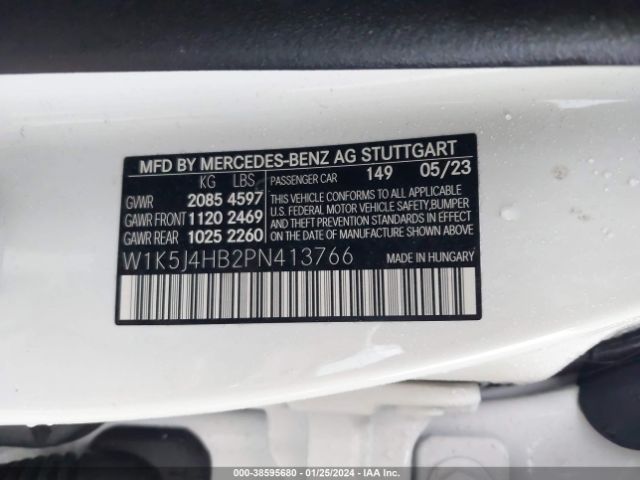 MFD BY MERCEDES-BENZ AG STUTTGART
KG LBS PASSENGER CAR 149 05/23
GVWR 2085 4597
GAWR FRONT 1120 2469
GAWR REAR 1025 2260
THIS VEHICLE CONFORMS TO ALL APPLICABLE
U.S. FEDERAL MOTOR VEHICLE SAFETY,BUMPER
AND THEFT PREVENTION STANDARDS IN EFFECT
ON THE DATE OF MANUFACTURE SHOWN ABOVE.
W1K5J4HB2PN413766
MADE IN HUNGARY
000-38595680 | 01/25/2024 | IAA Inc.